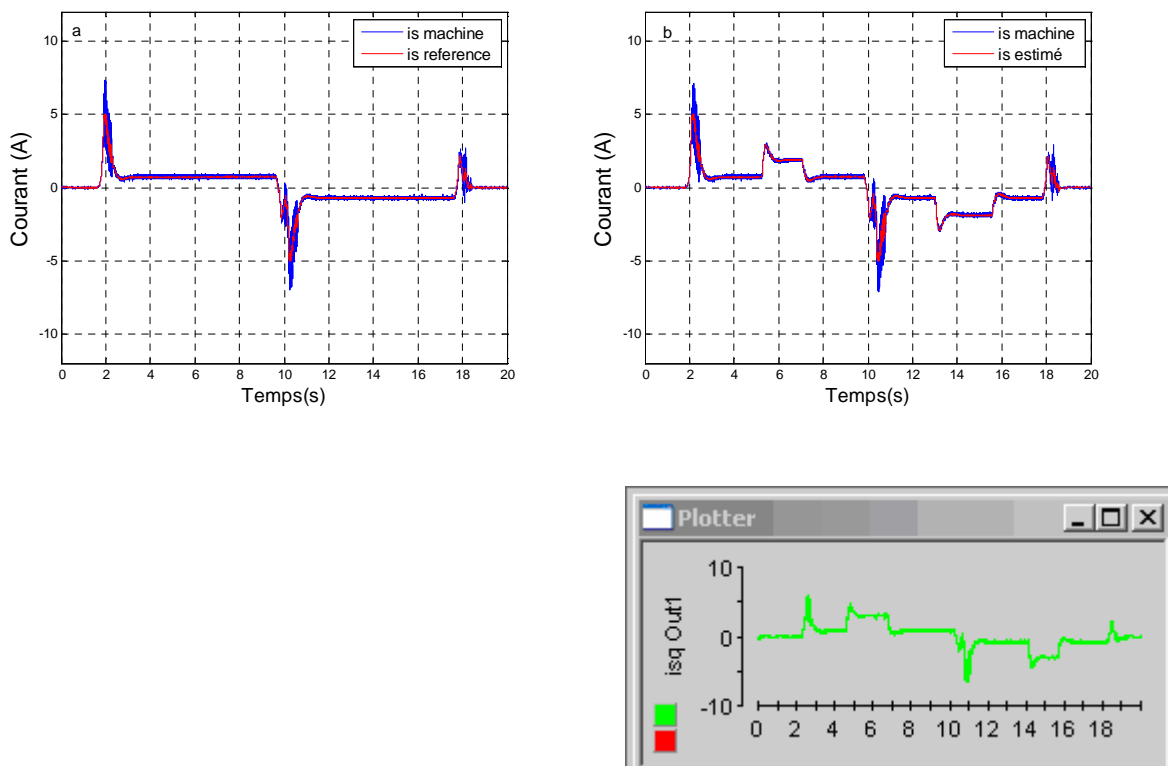 a
is machine
is reference
10
5
0
-5
-10
Courant (A)
0 2 4 6 8 10 12 14 16 18 20
Temps(s)
b
is machine
is estimé
10
5
0
-5
-10
Courant (A)
0 2 4 6 8 10 12 14 16 18 20
Temps(s)
Plotter
10
0
-10
isq Out1
0 2 4 6 8 10 12 14 16 18